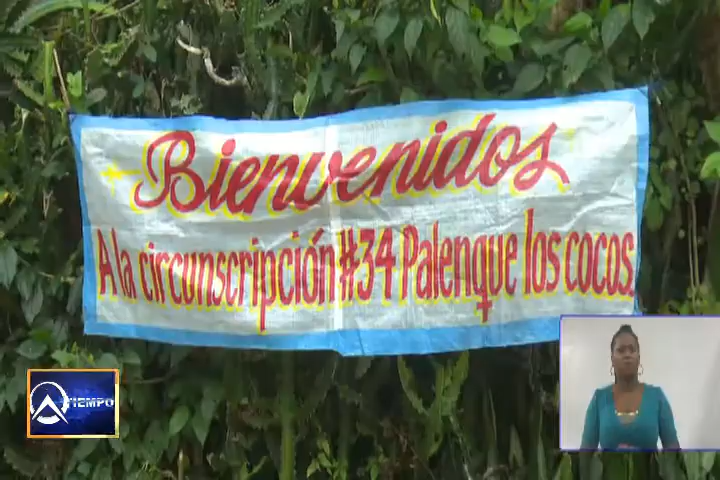 Bienvenidos
A la circunscripción #34 Palenque los cocos.
TIEMPO